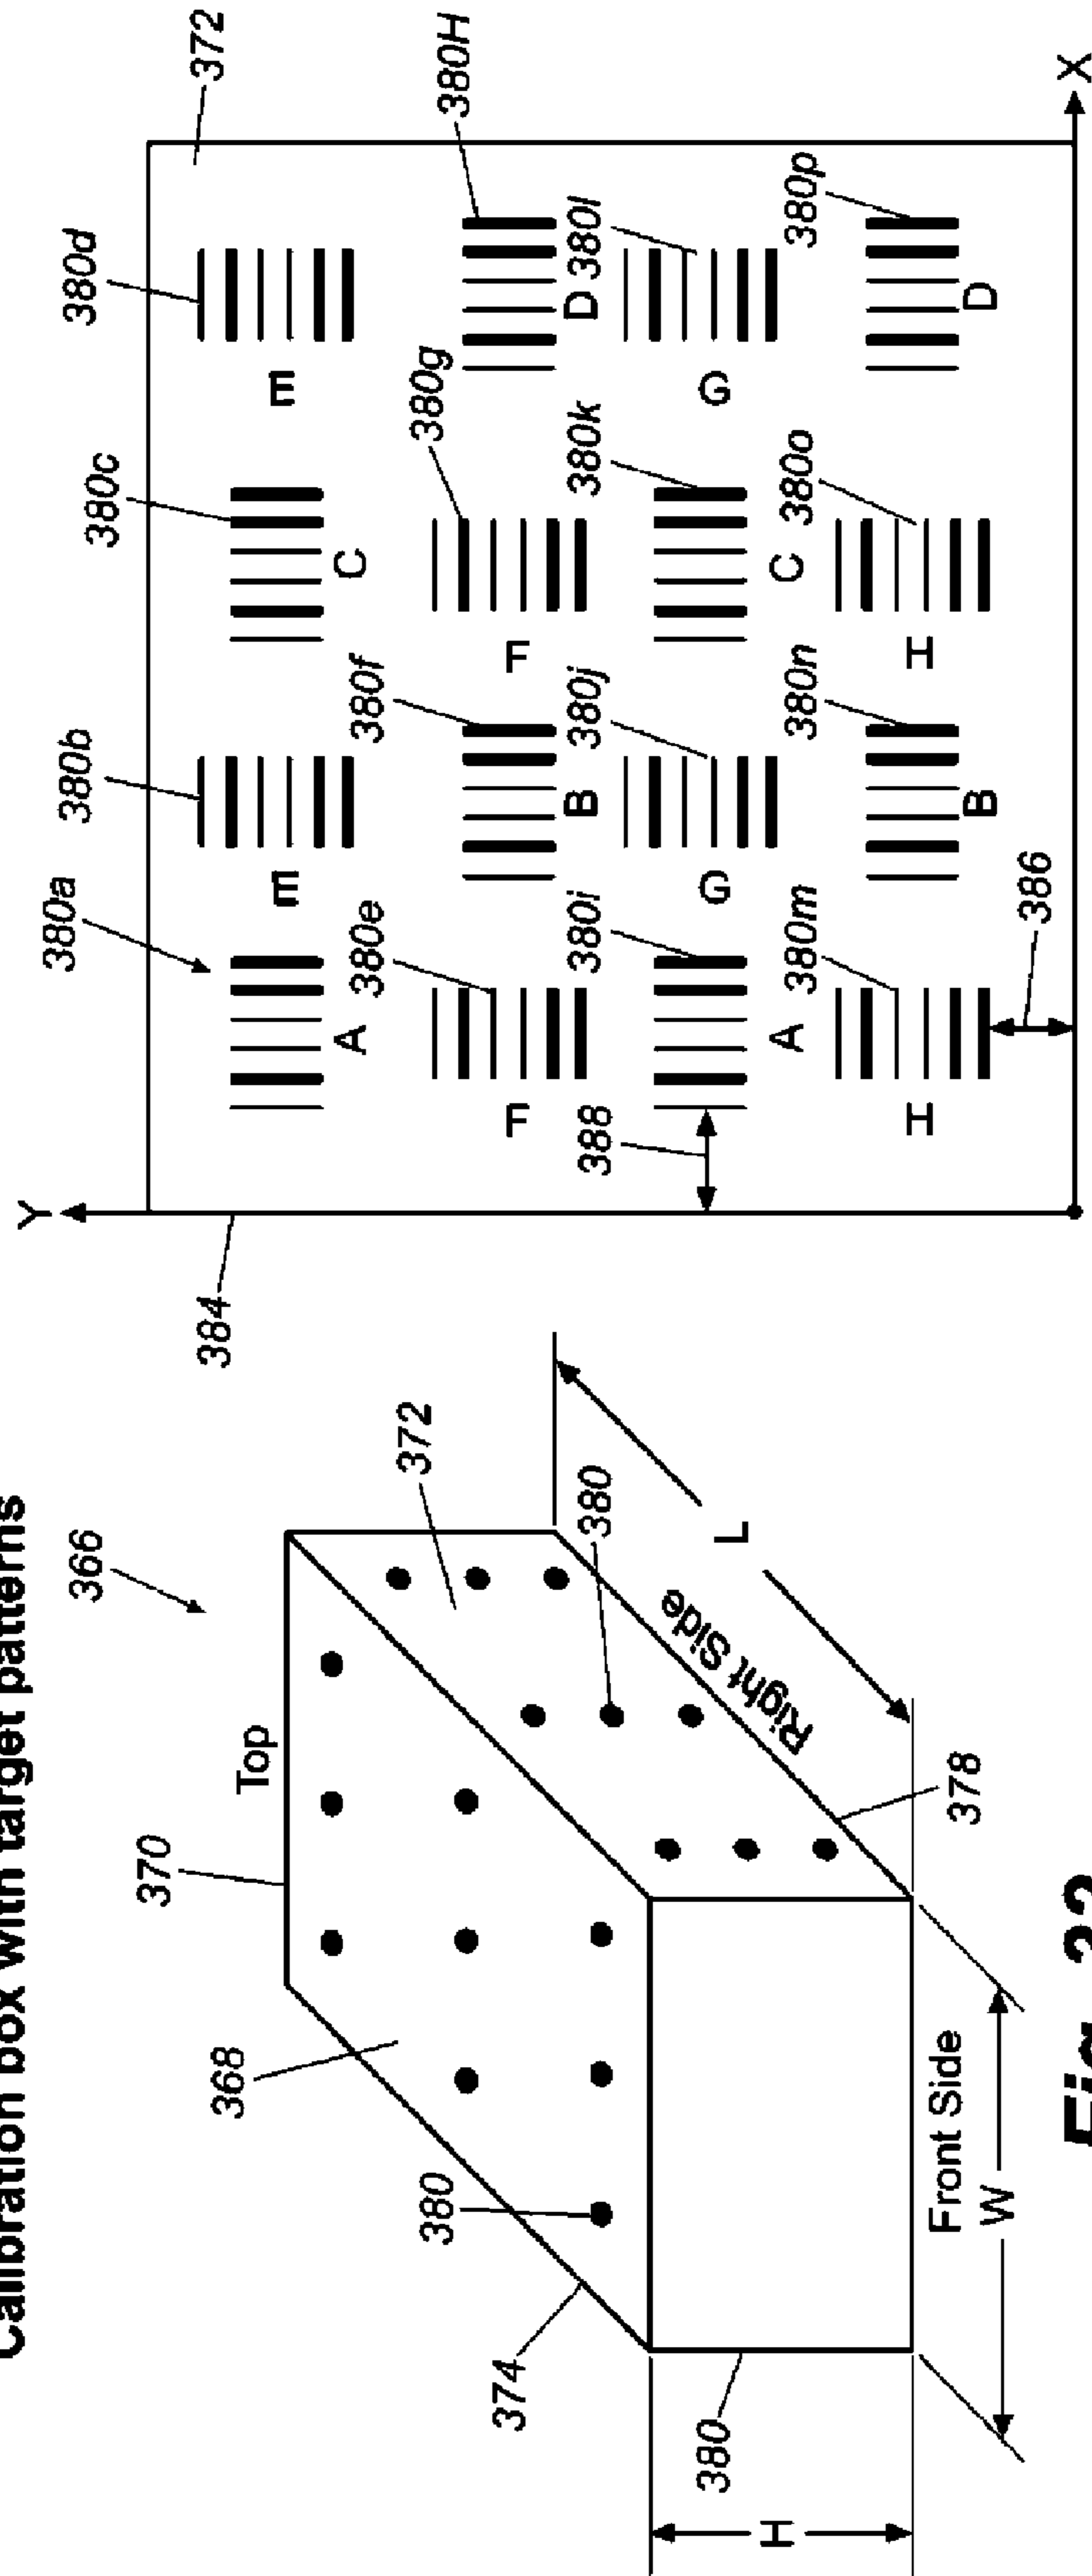 Calibration box with target patterns
366
370
Top
368
372
380
380
374
Right Side
L
378
380
H
Front Side
W
Y
384
380a
380b
380c
380d
372
E
C
E
A
380e
380f
380g
380H
F
B
F
D
388
380i
380j
380k
380l
A
G
C
G
380m
380n
380o
380p
H
B
H
D
386
X